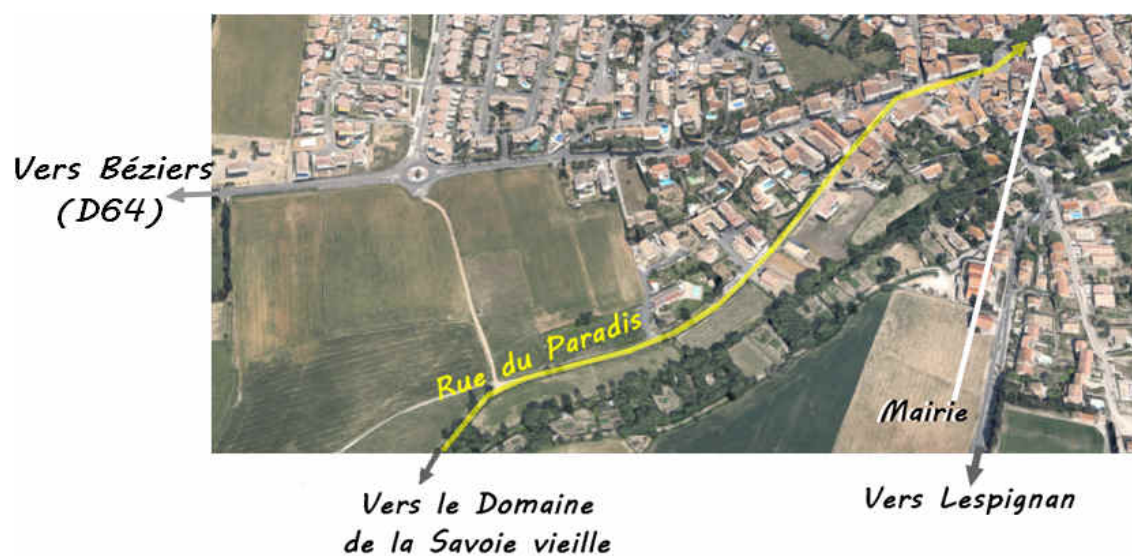 Vers Béziers
(D64)
Rue du Paradis
Mairie
Vers le Domaine
de la Savoie vieille
Vers Lespignan